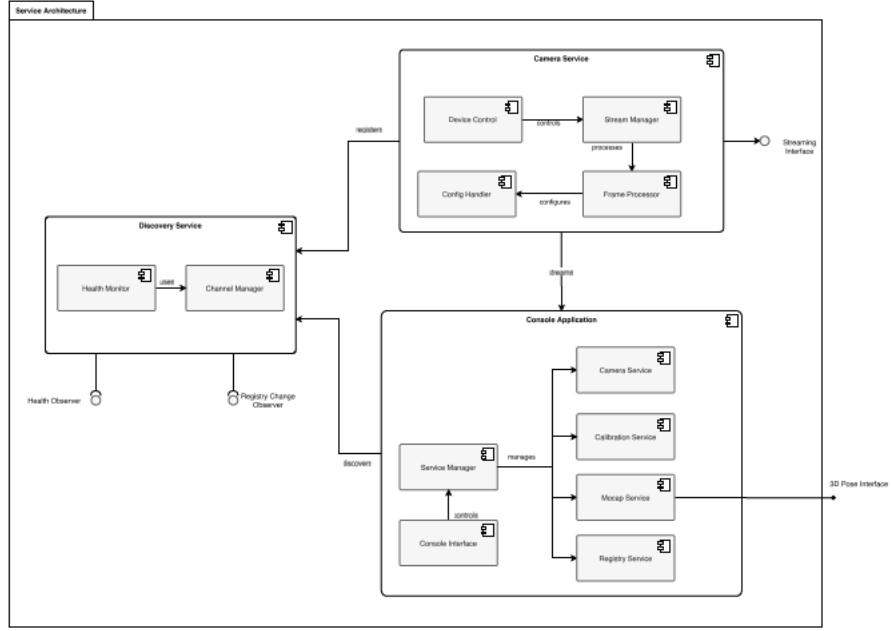 Service Architecture
Camera Service
Device Control
controls
Stream Manager
registers
processes
Streaming
Interface
Config Handler
configures
Frame Processor
Discovery Service
Health Monitor
uses
Channel Manager
streams
Console Application
Camera Service
Health Observer
Registry Change
Observer
Calibration Service
manages
discovers
Service Manager
Mocap Service
3D Pose Interface
controls
Console Interface
Registry Service